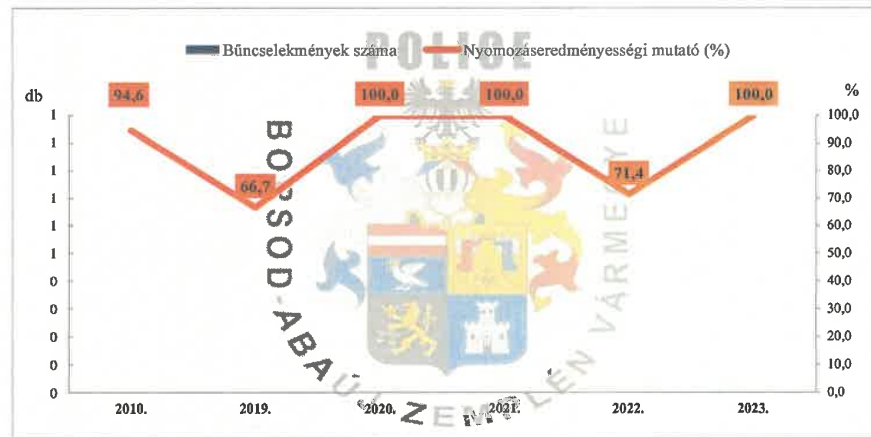 POLICE
Bűncselekmények száma Nyomozáseredményességi mutató (%)
db %
94,6 66,7 100,0 100,0 71,4 100,0
1 100,0
1 90,0
1 80,0
1 70,0
1 60,0
1 50,0
0 40,0
0 30,0
0 20,0
0 10,0
0 0,0
2010. 2019. 2020. 2021. 2022. 2023.
BORSOD-ABAÚJ-ZEMPLÉN VÁRMEGYE